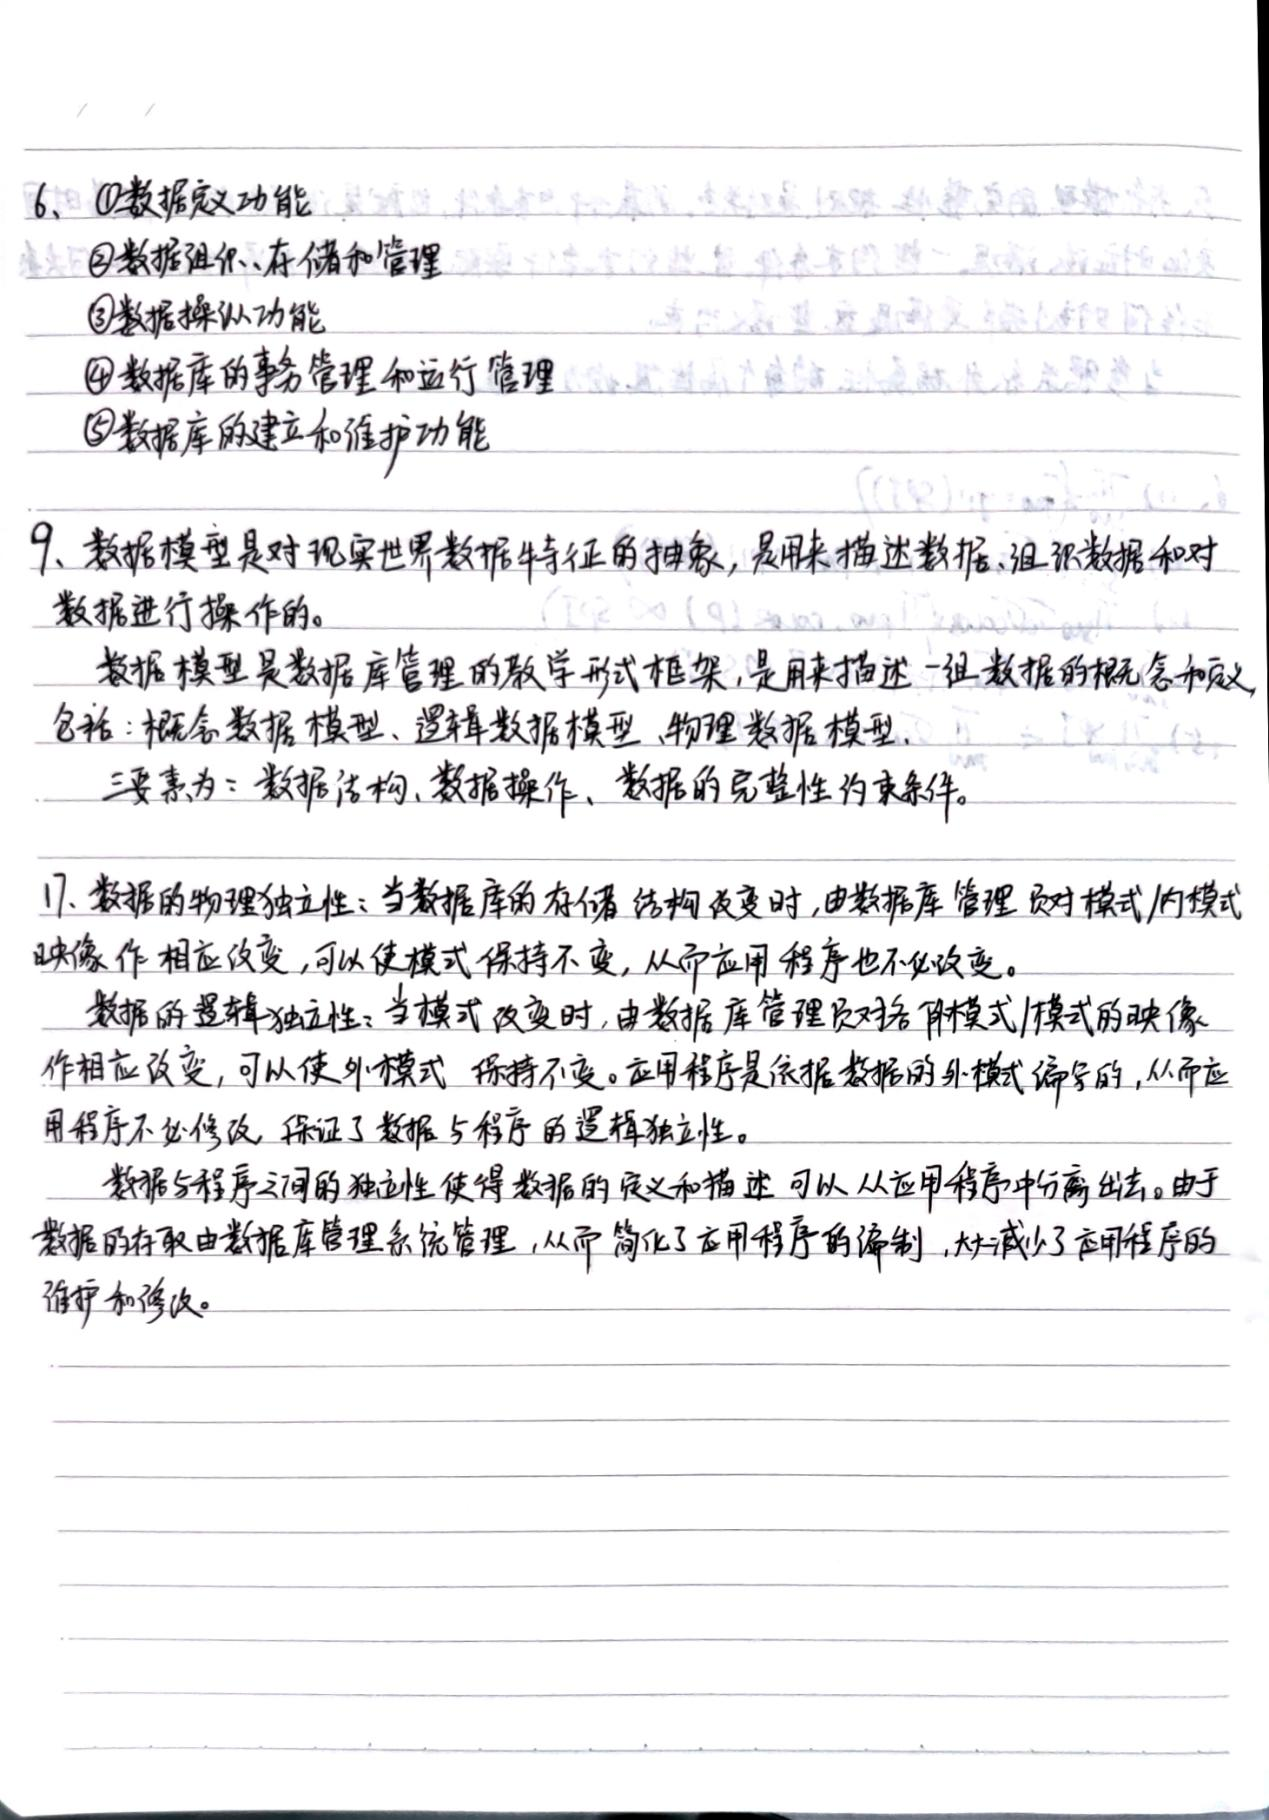 6、①数据定义功能
②数据组织、存储和管理
③数据操纵功能
④数据库的事务管理和运行管理
⑤数据库的建立和维护功能
9、数据模型是对现实世界数据特征的抽象，是用来描述数据、组织数据和对
数据进行操作的。
数据模型是数据库管理的教学形式框架，是用来描述一组数据的概念和定义，
包括：概念数据模型、逻辑数据模型、物理数据模型.
三要素为：数据结构、数据操作、数据的完整性约束条件。
17、数据的物理独立性：当数据库的存储结构改变时，由数据库管理员对模式/内模式
映像作相应改变，可以使模式保持不变，从而应用程序也不必改变。
数据的逻辑独立性：当模式改变时，由数据库管理员对各模式/模式的映像
作相应改变，可以使外模式保持不变。应用程序是依据数据的外模式编写的，从而应
用程序不必修改，保证了数据与程序的逻辑独立性。
数据与程序之间的独立性使得数据的定义和描述可以从应用程序中分离出去。由于
数据的存取由数据库管理系统管理，从而简化了应用程序的编制，大大减少了应用程序的
维护和修改。